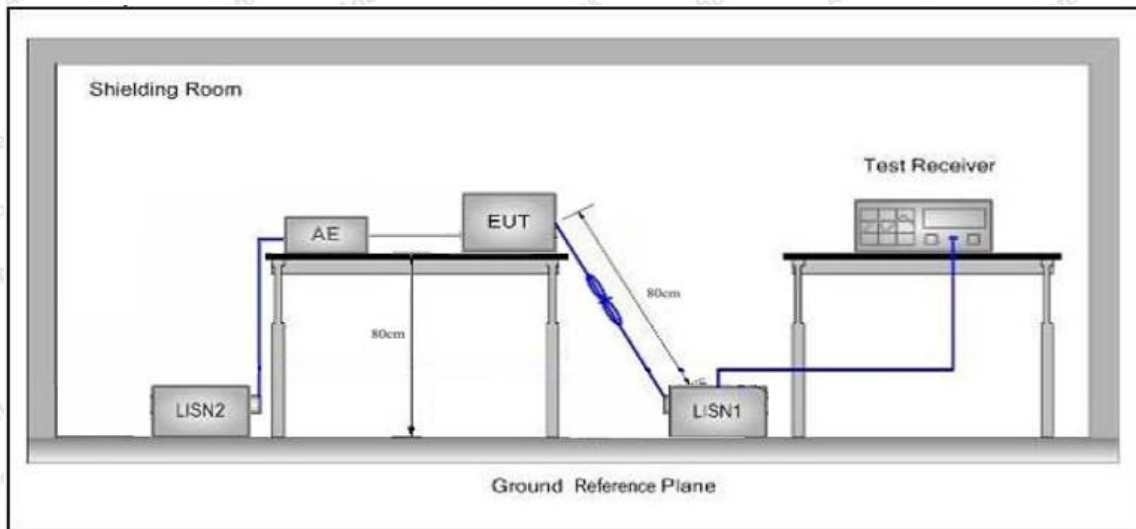 Shielding Room
Test Receiver
EUT
AE
80cm
80cm
LISN2
LISN1
Ground Reference Plane